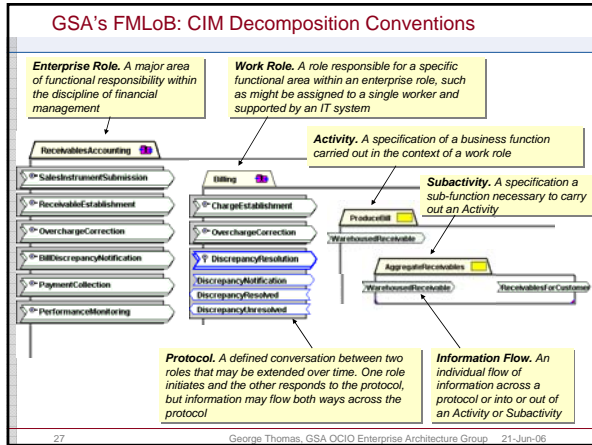 GSA's FMLoB: CIM Decomposition Conventions
Enterprise Role. A major area
of functional responsibility within
the discipline of financial
management
Work Role. A role responsible for a specific
functional area within an enterprise role, such
as might be assigned to a single worker and
supported by an IT system
Activity. A specification of a business function
carried out in the context of a work role
Subactivity. A specification a
sub-function necessary to carry
out an Activity
ReceivablesAccounting
SalesInstrumentSubmission
ReceivableEstablishment
OverchargeCorrection
BillDiscrepancyNotification
PaymentCollection
PerformanceMonitoring
Billing
ChargeEstablishment
OverchargeCorrection
DiscrepancyResolution
DiscrepancyNotification
DiscrepancyResolved
DiscrepancyUnresolved
ProduceBill
WarehousedReceivable
AggregateReceivables
WarehousedReceivable
ReceivablesForCustomer
Protocol. A defined conversation between two
roles that may be extended over time. One role
initiates and the other responds to the protocol,
but information may flow both ways across the
protocol
Information Flow. An
individual flow of
information across a
protocol or into or out of
an Activity or Subactivity
27
George Thomas, GSA OCIO Enterprise Architecture Group 21-Jun-06